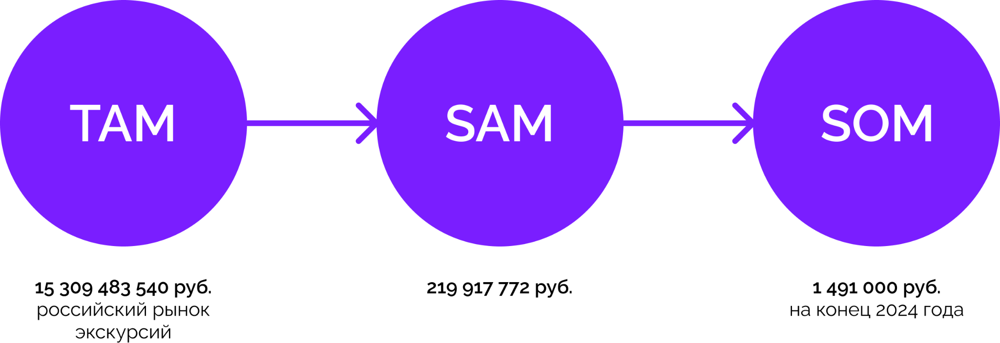 TAM
SAM
SOM
15 309 483 540 руб.
российский рынок
экскурсий
219 917 772 руб.
1 491 000 руб.
на конец 2024 года